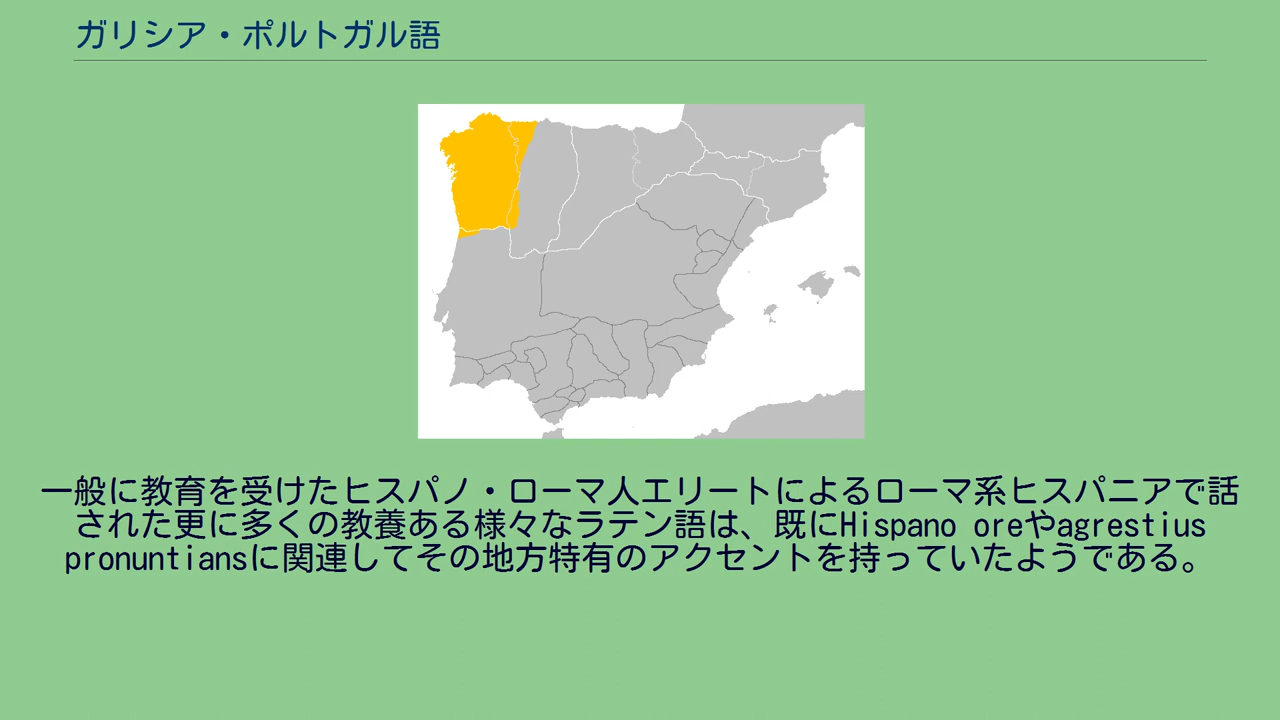 ガリシア・ポルトガル語
一般に教育を受けたヒスパノ・ローマ人エリートによるローマ系ヒスパニアで話
された更に多くの教養ある様々なラテン語は、既にHispano oreやagrestius
pronuntiansに関連してその地方特有のアクセントを持っていたようである。